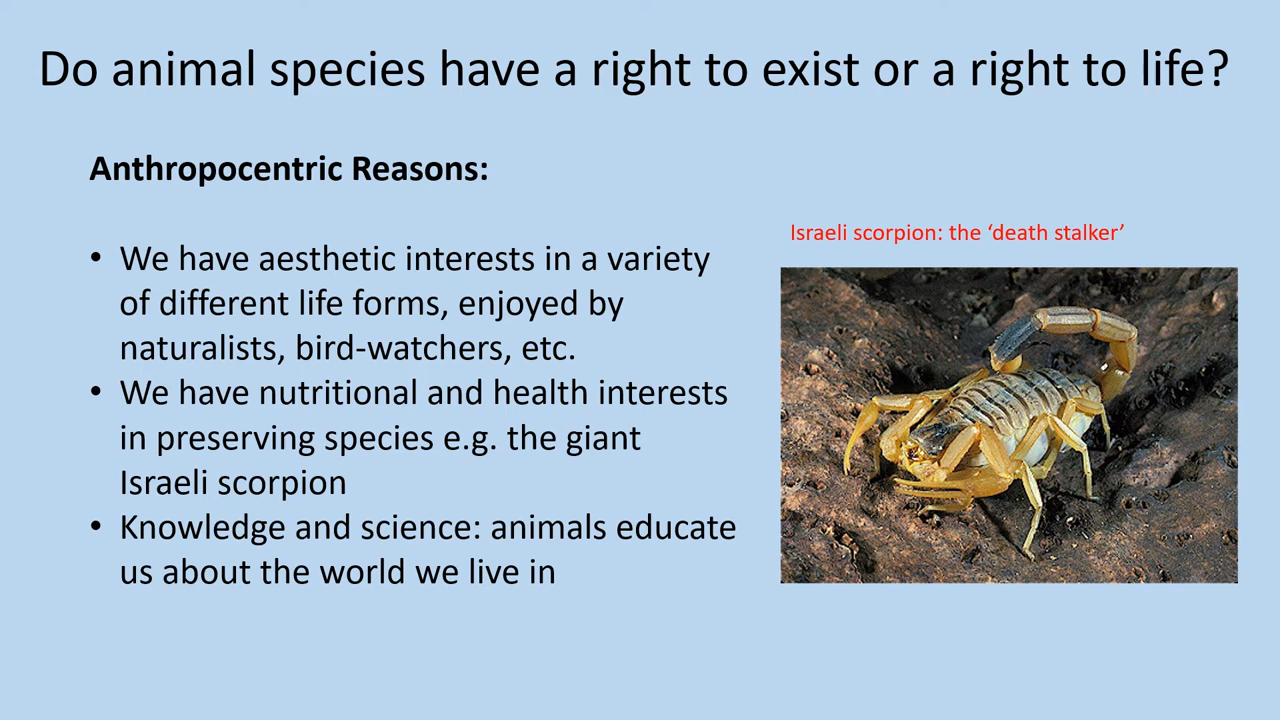 Do animal species have a right to exist or a right to life?
Anthropocentric Reasons:
• We have aesthetic interests in a variety
of different life forms, enjoyed by
naturalists, bird-watchers, etc.
• We have nutritional and health interests
in preserving species e.g. the giant
Israeli scorpion
• Knowledge and science: animals educate
us about the world we live in
Israeli scorpion: the ‘death stalker’